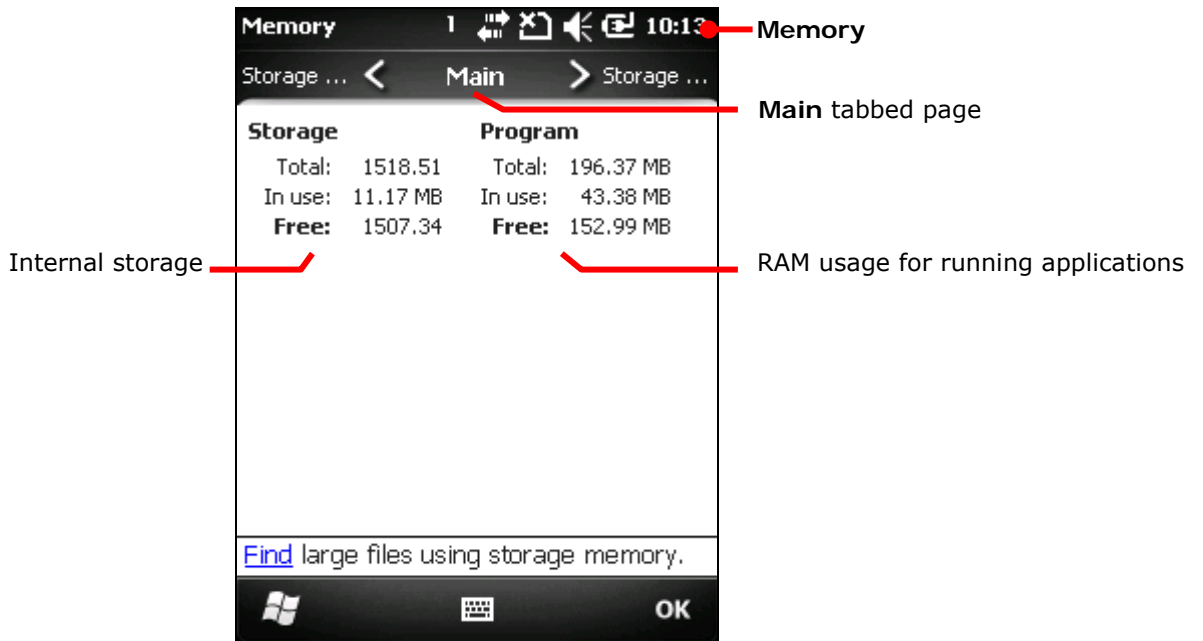 Memory 1 10:13
Memory
Storage ... Main Storage ...
Main tabbed page
Storage Program
Total: 1518.51 Total: 196.37 MB
In use: 11.17 MB In use: 43.38 MB
Free: 1507.34 Free: 152.99 MB
Internal storage
RAM usage for running applications
Find large files using storage memory.
OK